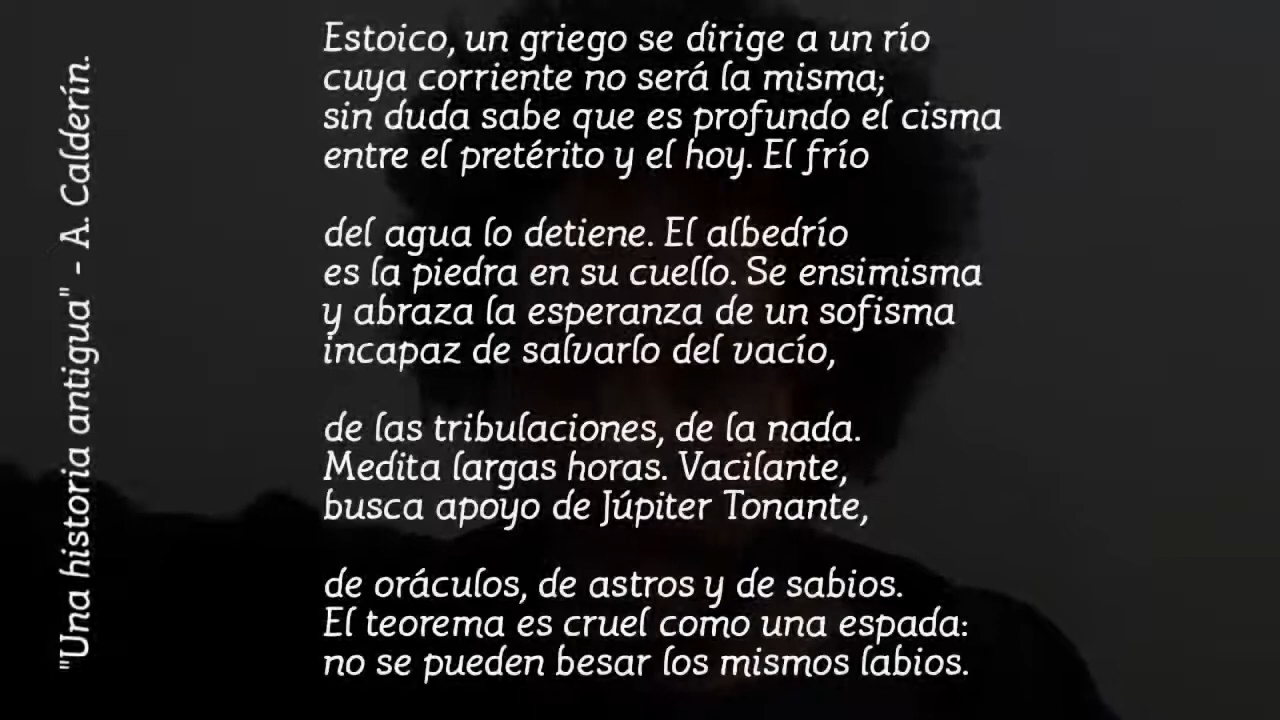 "Una historia antigua" - A. Calderín.
Estoico, un griego se dirige a un río
cuya corriente no será la misma;
sin duda sabe que es profundo el cisma
entre el pretérito y el hoy. El frío
del agua lo detiene. El albedrío
es la piedra en su cuello. Se ensimisma
y abraza la esperanza de un sofisma
incapaz de salvarlo del vacío,
de las tribulaciones, de la nada.
Medita largas horas. Vacilante,
busca apoyo de Júpiter Tonante,
de oráculos, de astros y de sabios.
El teorema es cruel como una espada:
no se pueden besar los mismos labios.